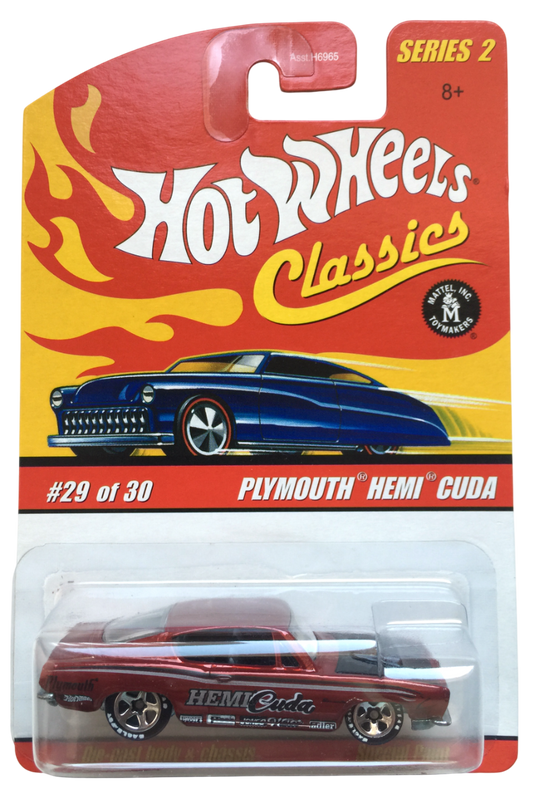 Asst.H6965
SERIES 2
8+
Hot Wheels®
Classics
MATTEL, INC.
M
TOYMAKERS
®
#29 of 30
PLYMOUTH® HEMI® CUDA
Plymouth
HEMI Cuda
Die-cast body & chassis
Special Paint